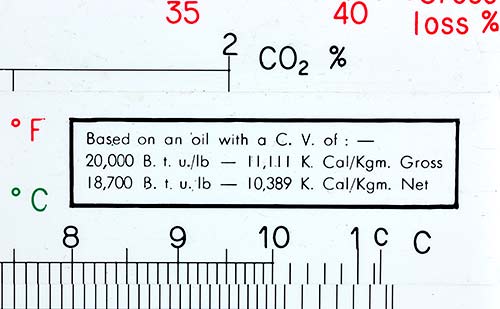 35 40 Gross
loss %
2 CO₂ %
° F
Based on an oil with a C. V. of : —
20,000 B. t. u./lb — 11,111 K. Cal/Kgm. Gross
18,700 B. t. u. lb — 10,389 K. Cal/Kgm. Net
° C
8 9 10 1 c C